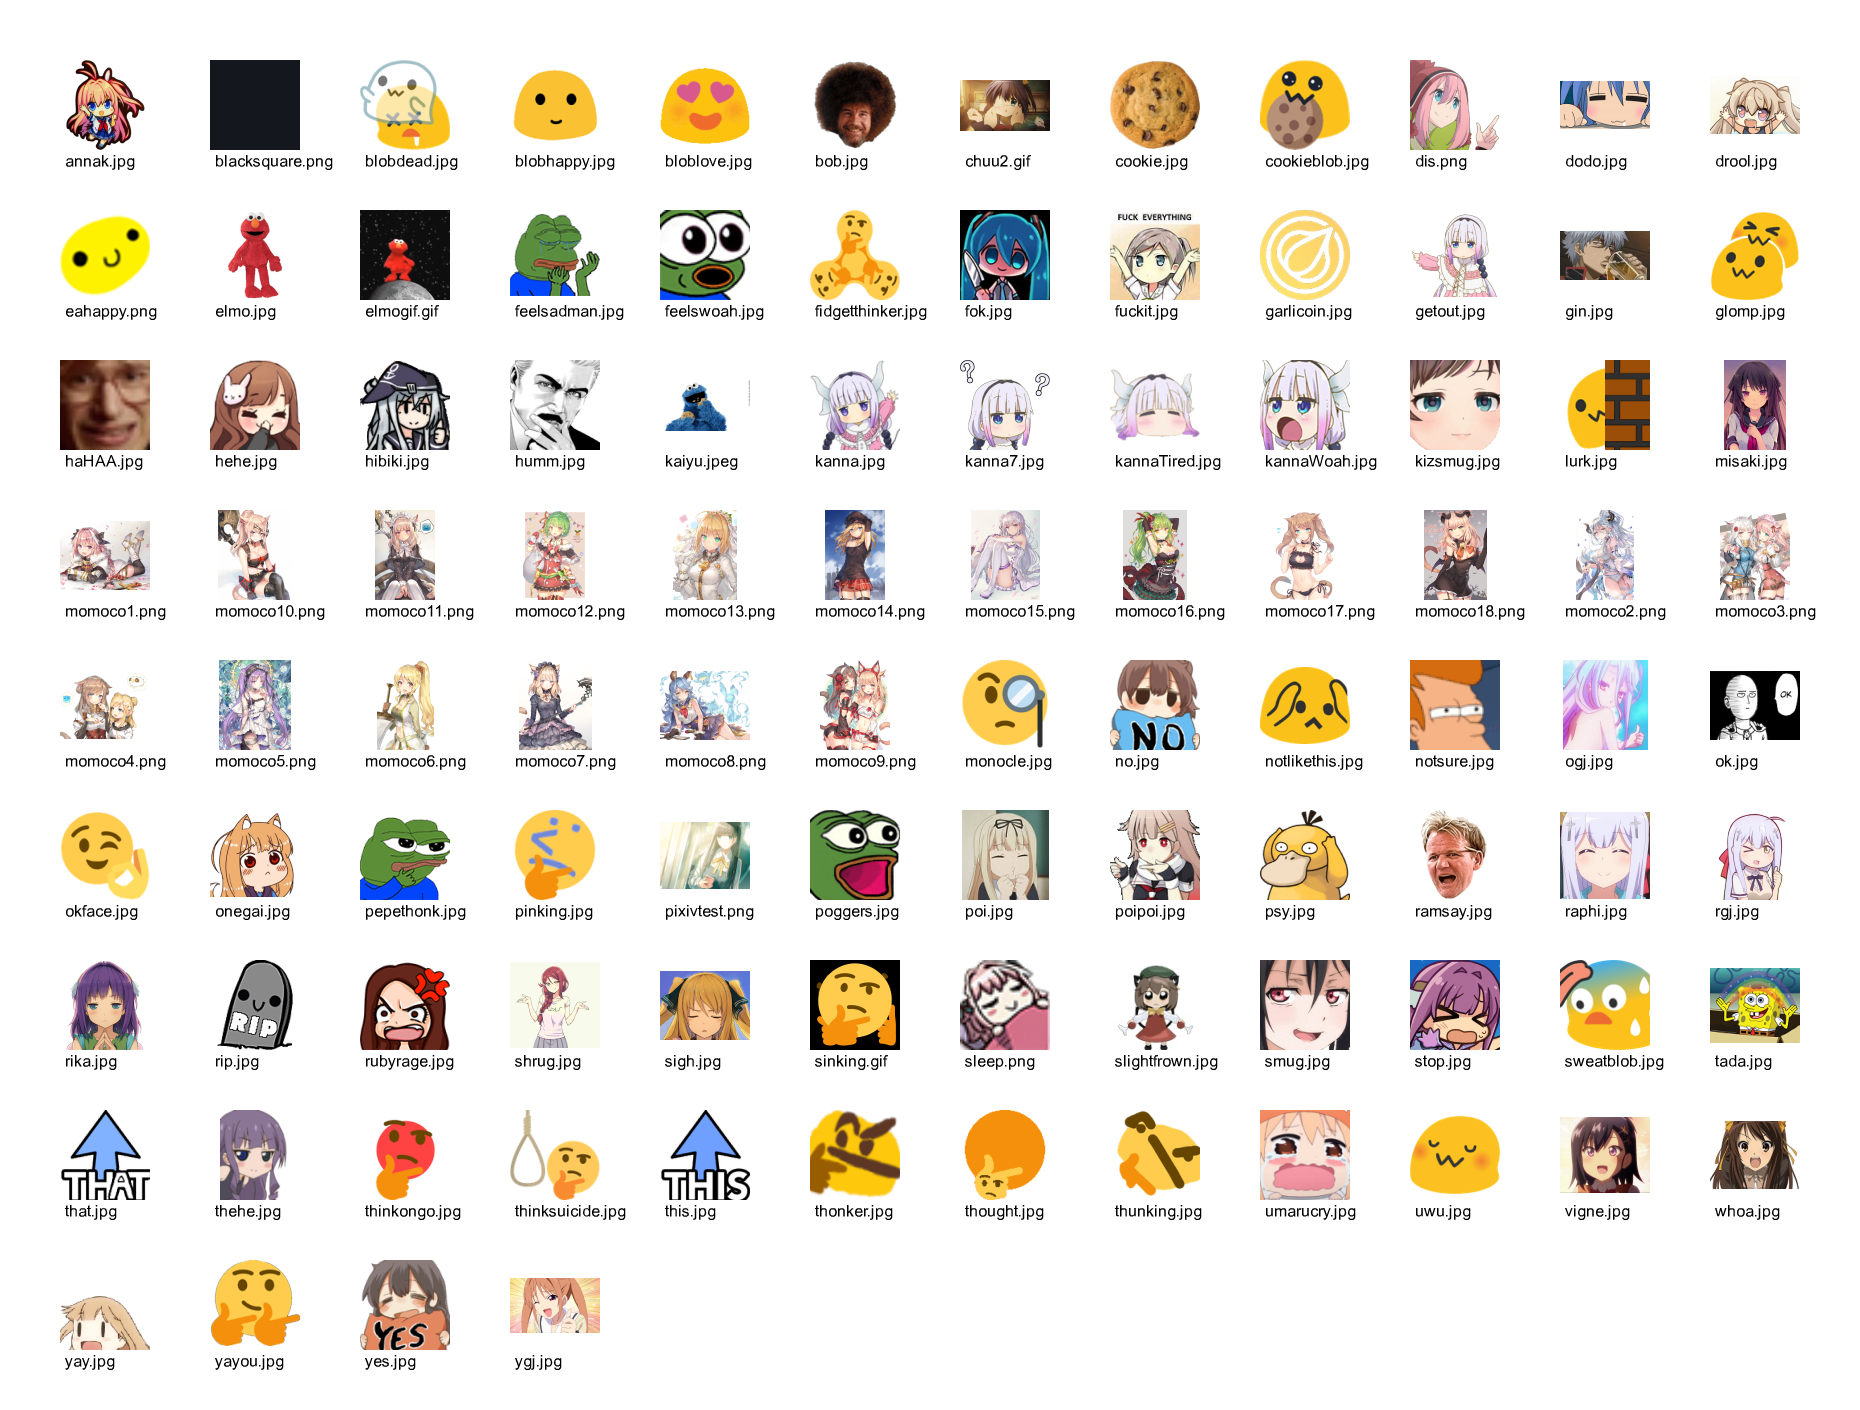 annak.jpg blacksquare.png blobdead.jpg blobhappy.jpg bloblove.jpg bob.jpg chuu2.gif cookie.jpg cookieblob.jpg dis.png dodo.jpg drool.jpg
FUCK EVERYTHING
eahappy.png elmo.jpg elmogif.gif feelsadman.jpg feelswoah.jpg fidgetthinker.jpg fok.jpg fuckit.jpg garlicoin.jpg getout.jpg gin.jpg glomp.jpg
haHAA.jpg hehe.jpg hibiki.jpg humm.jpg kaiyu.jpeg kanna.jpg kanna7.jpg kannaTired.jpg kannaWoah.jpg kizsmug.jpg lurk.jpg misaki.jpg
momoco1.png momoco10.png momoco11.png momoco12.png momoco13.png momoco14.png momoco15.png momoco16.png momoco17.png momoco18.png momoco2.png momoco3.png
NO
OK
momoco4.png momoco5.png momoco6.png momoco7.png momoco8.png momoco9.png monocle.jpg no.jpg notlikethis.jpg notsure.jpg ogj.jpg ok.jpg
okface.jpg onegai.jpg pepethonk.jpg pinking.jpg pixivtest.png poggers.jpg poi.jpg poipoi.jpg psy.jpg ramsay.jpg raphi.jpg rgj.jpg
RIP
rika.jpg rip.jpg rubyrage.jpg shrug.jpg sigh.jpg sinking.gif sleep.png slightfrown.jpg smug.jpg stop.jpg sweatblob.jpg tada.jpg
THAT
THIS
that.jpg thehe.jpg thinkongo.jpg thinksuicide.jpg this.jpg thonker.jpg thought.jpg thunking.jpg umarucry.jpg uwu.jpg vigne.jpg whoa.jpg
YES
yay.jpg yayou.jpg yes.jpg ygj.jpg